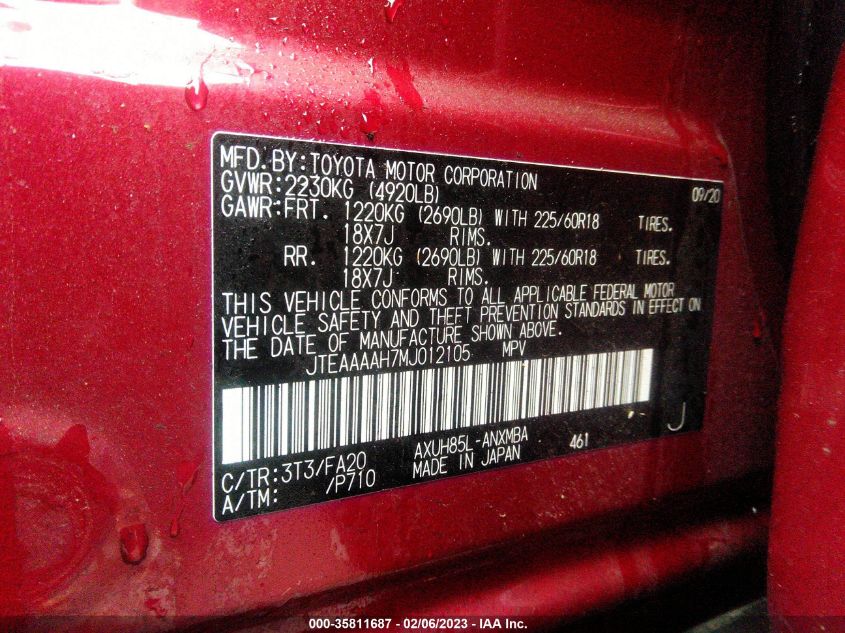 MFD.BY:TOYOTA MOTOR CORPORATION 09/20
GVWR:2230KG (4920LB)
GAWR:FRT. 1220KG (2690LB) WITH 225/60R18 TIRES.
18X7J RIMS.
RR. 1220KG (2690LB) WITH 225/60R18 TIRES.
18X7J RIMS.
THIS VEHICLE CONFORMS TO ALL APPLICABLE FEDERAL MOTOR
VEHICLE SAFETY AND THEFT PREVENTION STANDARDS IN EFFECT ON
THE DATE OF MANUFACTURE SHOWN ABOVE.
JTEAAAAH7MJ012105 MPV
C/TR:3T3/FA20 AXUH85L-ANXMBA 461 J
A/TM: /P710 MADE IN JAPAN
000-35811687 - 02/06/2023 - IAA Inc.